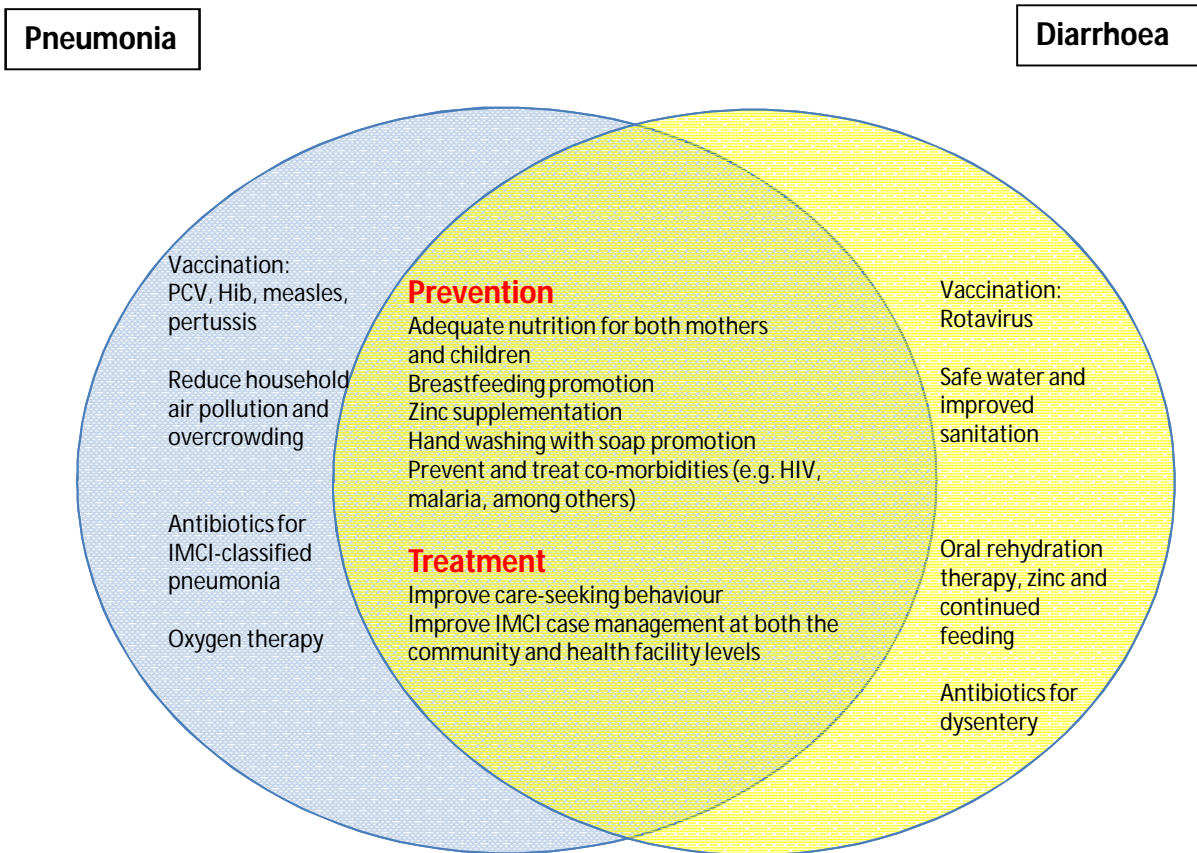 Pneumonia
Diarrhoea
Vaccination:
PCV, Hib, measles,
pertussis
Reduce household
air pollution and
overcrowding
Antibiotics for
IMCI-classified
pneumonia
Oxygen therapy
Prevention
Adequate nutrition for both mothers
and children
Breastfeeding promotion
Zinc supplementation
Hand washing with soap promotion
Prevent and treat co-morbidities (e.g. HIV,
malaria, among others)
Treatment
Improve care-seeking behaviour
Improve IMCI case management at both the
community and health facility levels
Vaccination:
Rotavirus
Safe water and
improved
sanitation
Oral rehydration
therapy, zinc and
continued
feeding
Antibiotics for
dysentery